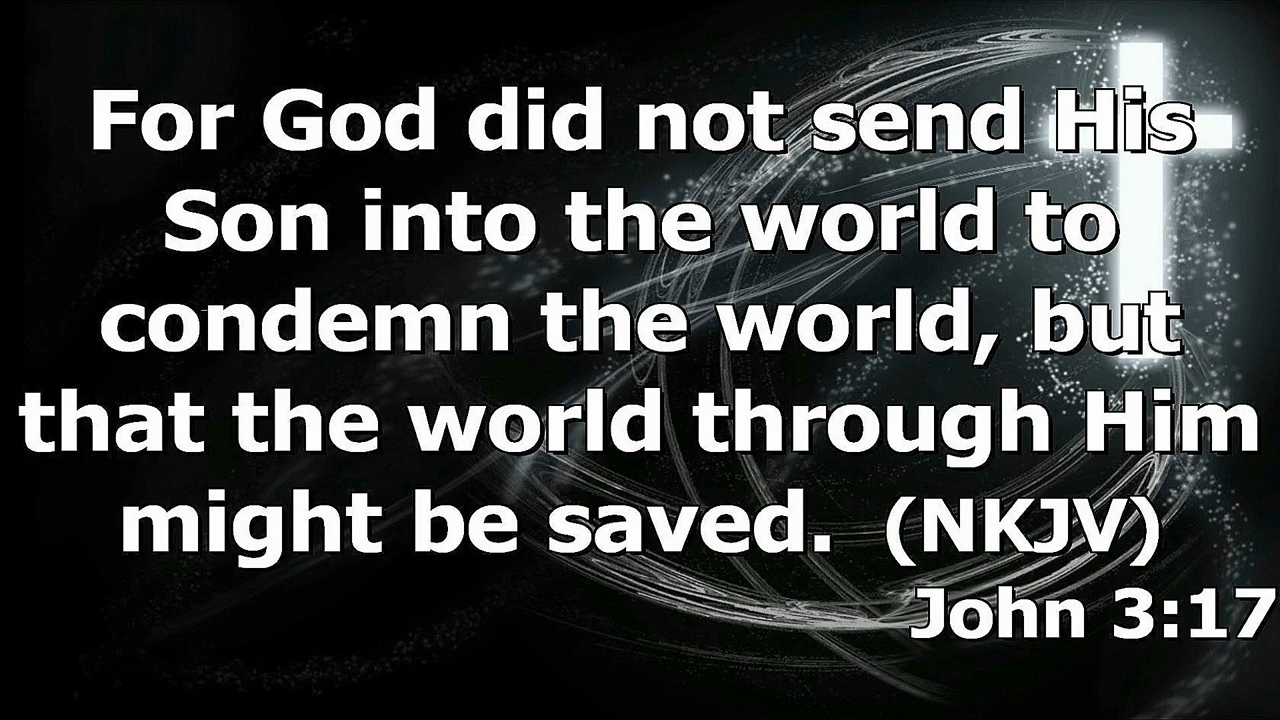 For God did not send His
Son into the world to
condemn the world, but
that the world through Him
might be saved. (NKJV)
John 3:17